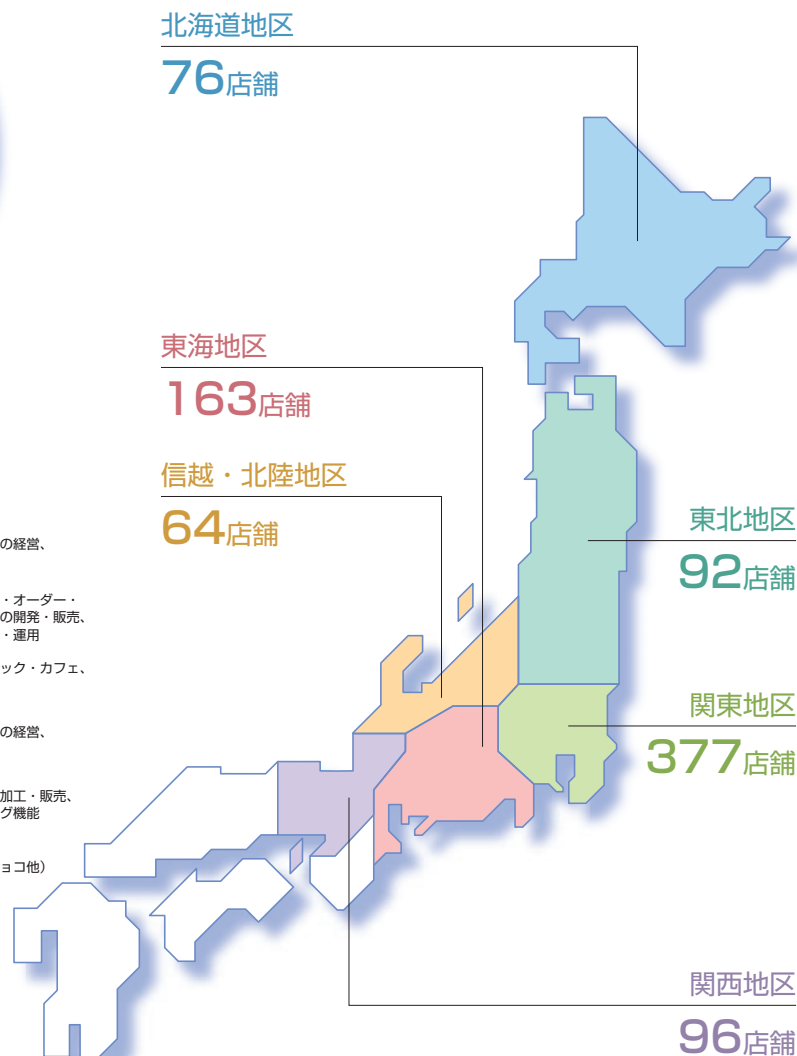 北海道地区
76店舗
東海地区
163店舗
信越・北陸地区
64店舗
東北地区
92店舗
関東地区
377店舗
関西地区
96店舗
の経営、
・オーダー・
の開発・販売、
・運用
ック・カフェ、
の経営、
加工・販売、
グ機能
ョコ他）